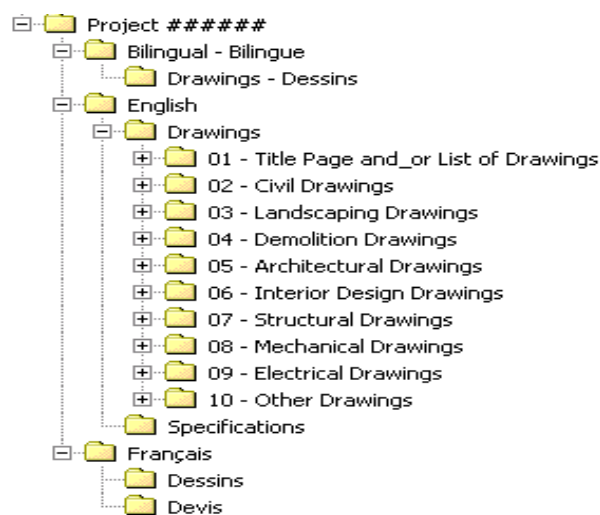 Project ######
Bilingual - Bilingue
Drawings - Dessins
English
Drawings
01 - Title Page and_or List of Drawings
02 - Civil Drawings
03 - Landscaping Drawings
04 - Demolition Drawings
05 - Architectural Drawings
06 - Interior Design Drawings
07 - Structural Drawings
08 - Mechanical Drawings
09 - Electrical Drawings
10 - Other Drawings
Specifications
Français
Dessins
Devis